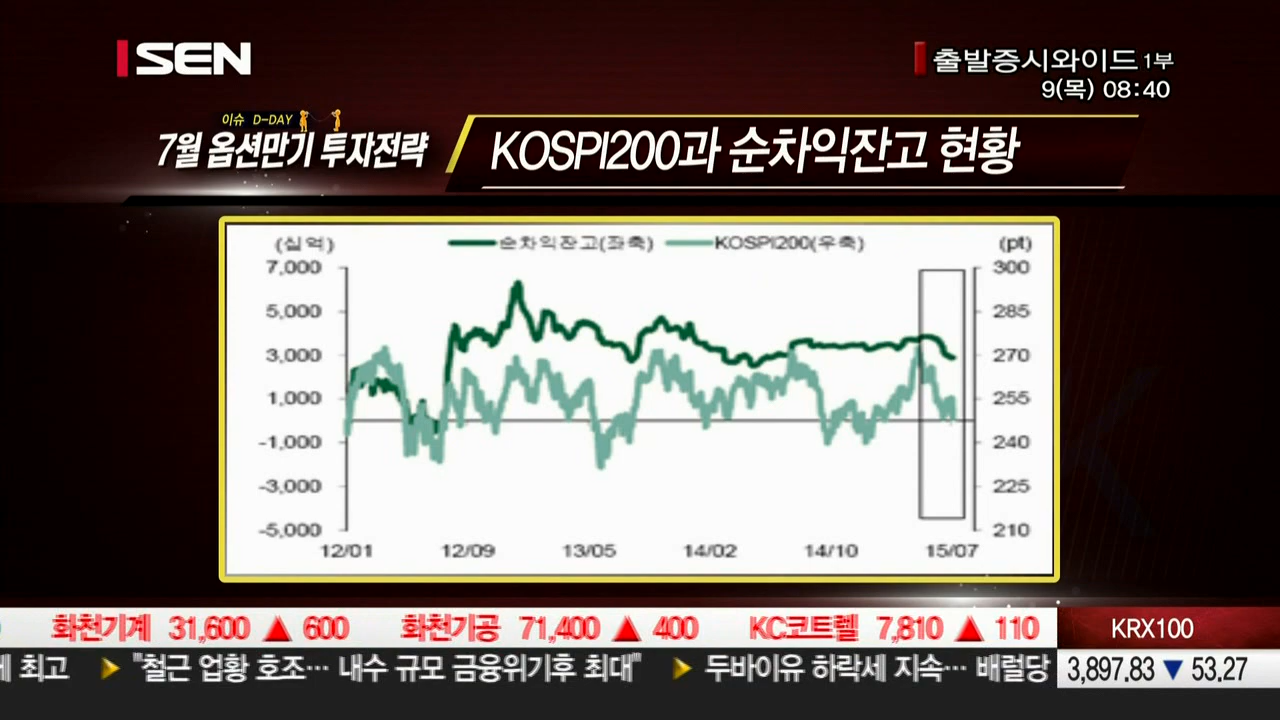 SEN
출발증시와이드 1부
9(목) 08:40
이슈 D-DAY
7월 옵션만기 투자전략
KOSPI200과 순차익잔고 현황
(십억) 순차익잔고(좌축) KOSPI200(우축) (pt)
7,000 300
5,000 285
3,000 270
1,000 255
-1,000 240
-3,000 225
-5,000 210
12/01 12/09 13/05 14/02 14/10 15/07
화천기계 31,600 ▲ 600 화천기공 71,400 ▲ 400 KC코트렐 7,810 ▲ 110 KRX100
최고 ▶ "철근 업황 호조… 내수 규모 금융위기후 최대" ▶ 두바이유 하락세 지속… 배럴당 3,897.83 ▼ 53.27